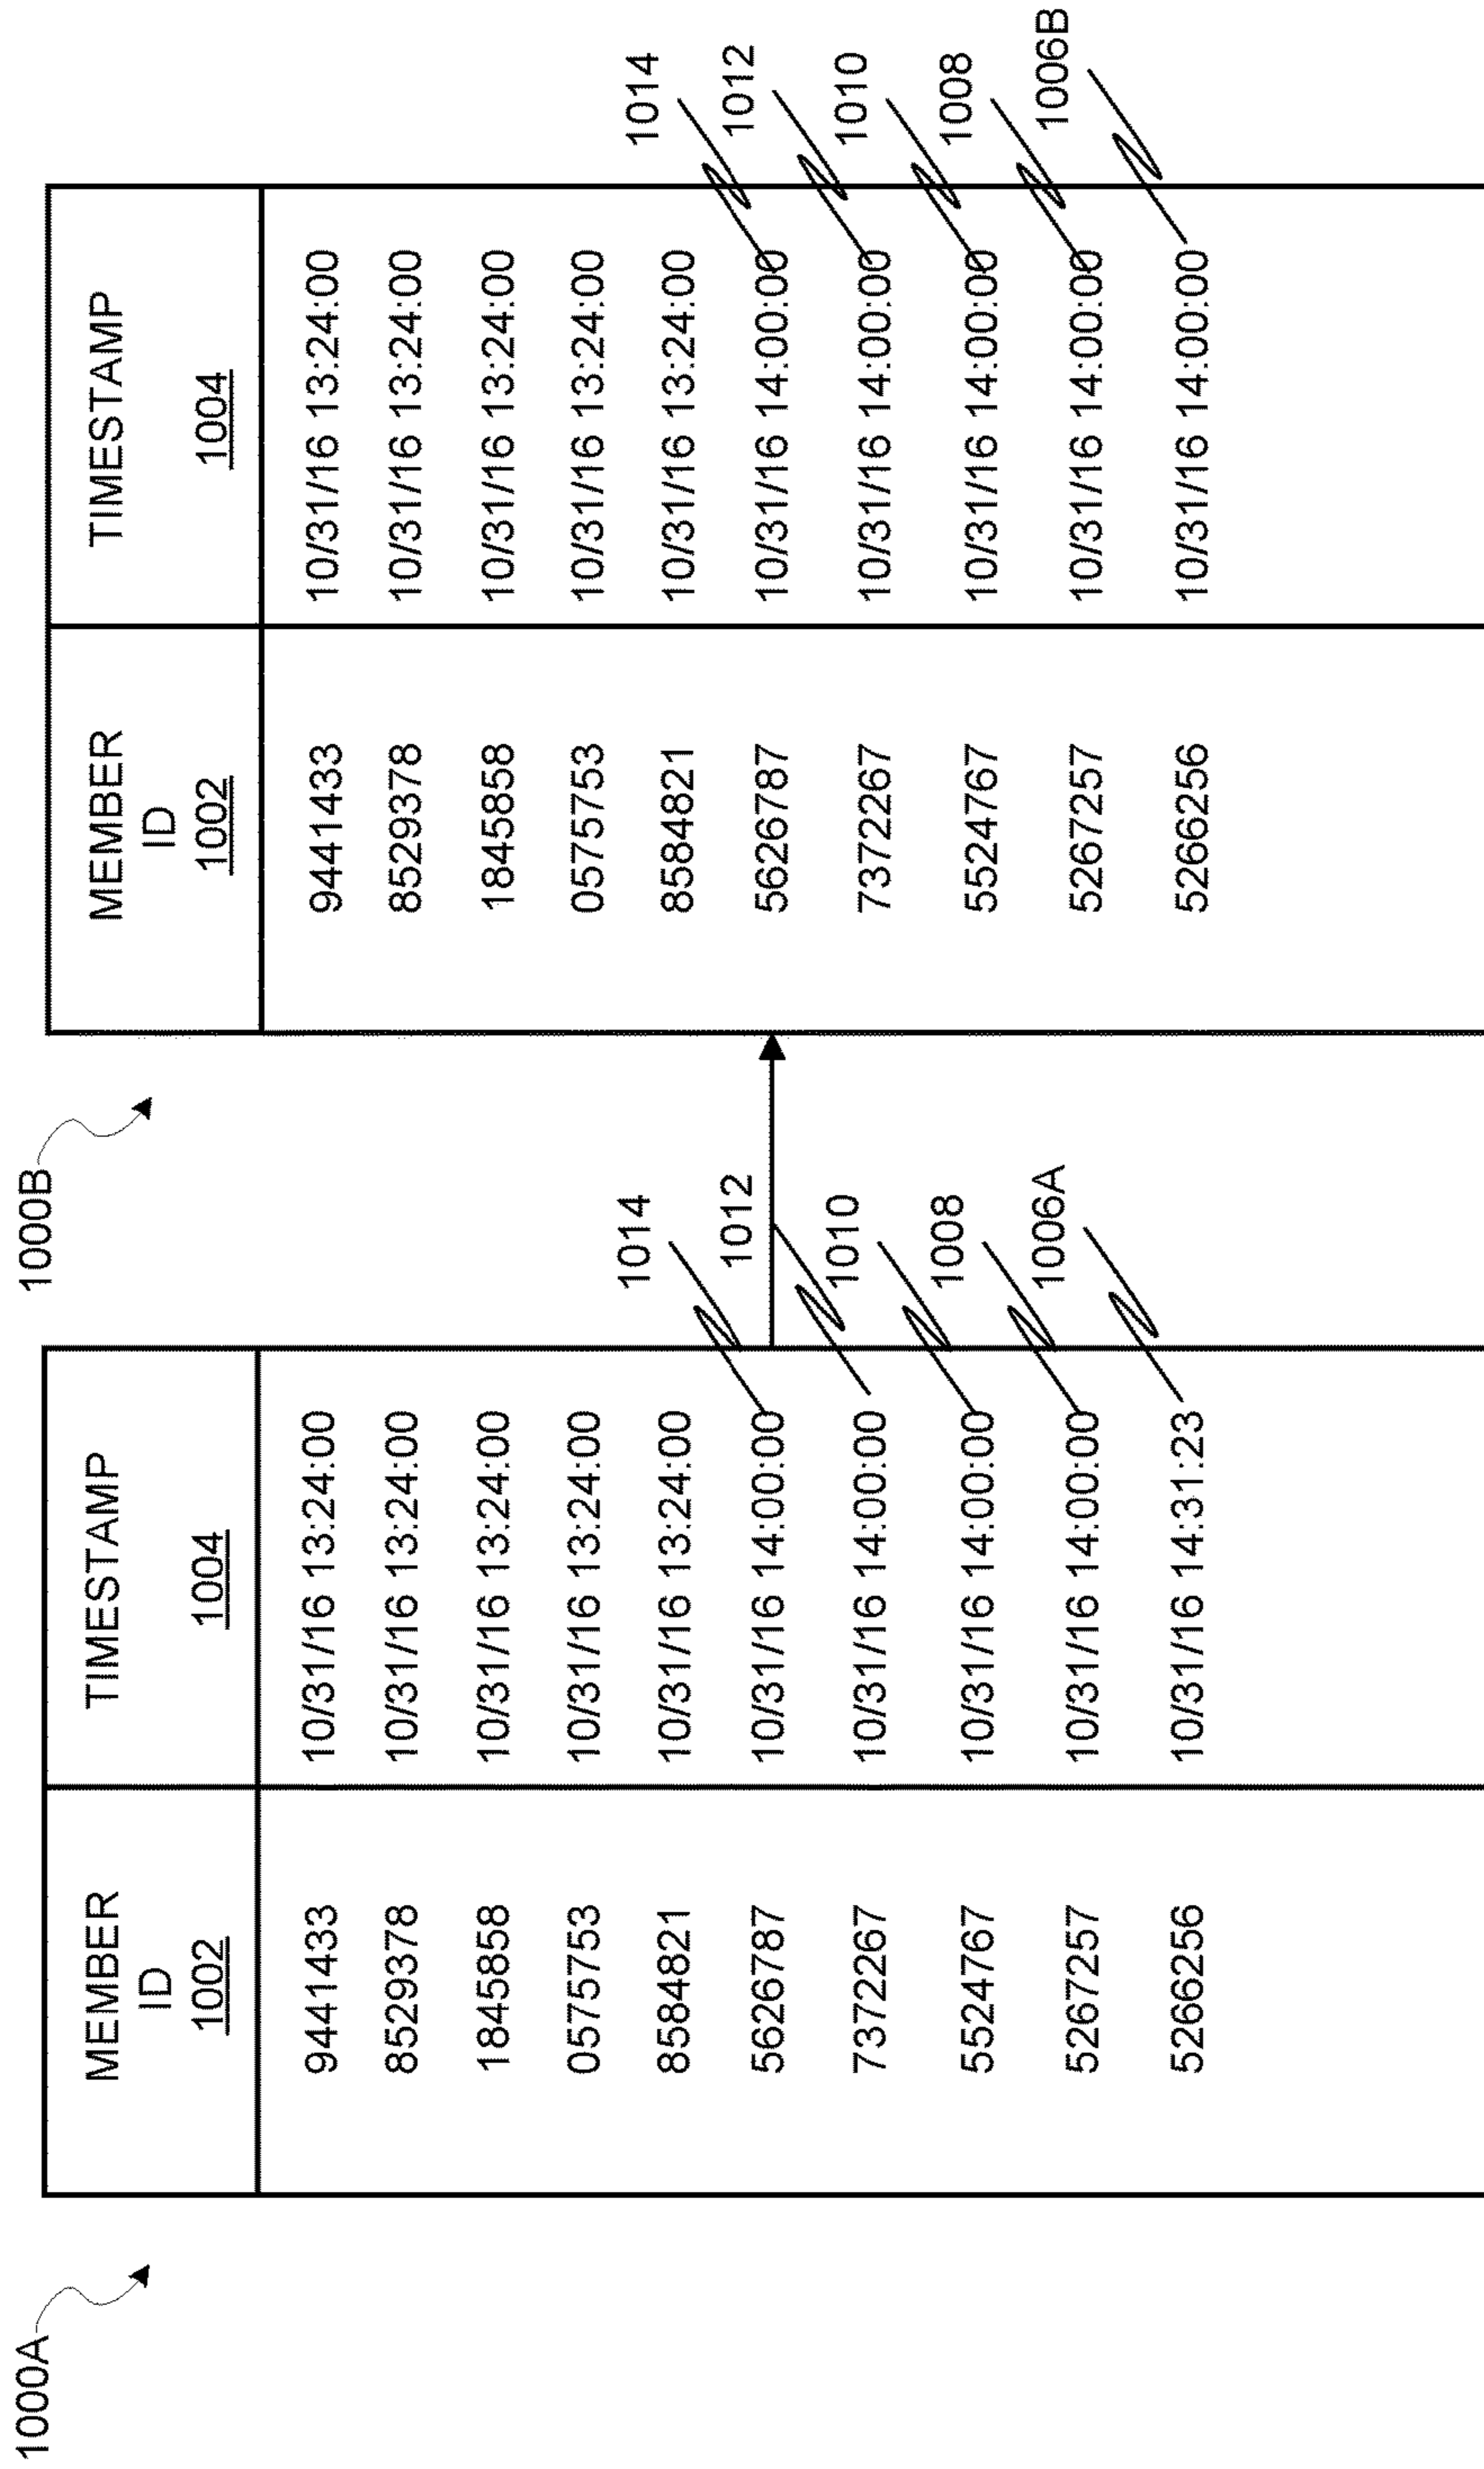 1000A
MEMBER ID 1002 TIMESTAMP 1004
9441433 10/31/16 13:24:00
8529378 10/31/16 13:24:00
1845858 10/31/16 13:24:00
0575753 10/31/16 13:24:00
8584821 10/31/16 13:24:00
5626787 10/31/16 14:00:00 1014
7372267 10/31/16 14:00:00 1012
5524767 10/31/16 14:00:00 1010
5267257 10/31/16 14:00:00 1008
5266256 10/31/16 14:31:23 1006A
1000B
MEMBER ID 1002 TIMESTAMP 1004
9441433 10/31/16 13:24:00
8529378 10/31/16 13:24:00
1845858 10/31/16 13:24:00
0575753 10/31/16 13:24:00
8584821 10/31/16 13:24:00
5626787 10/31/16 14:00:00 1014
7372267 10/31/16 14:00:00 1012
5524767 10/31/16 14:00:00 1010
5267257 10/31/16 14:00:00 1008
5266256 10/31/16 14:00:00 1006B